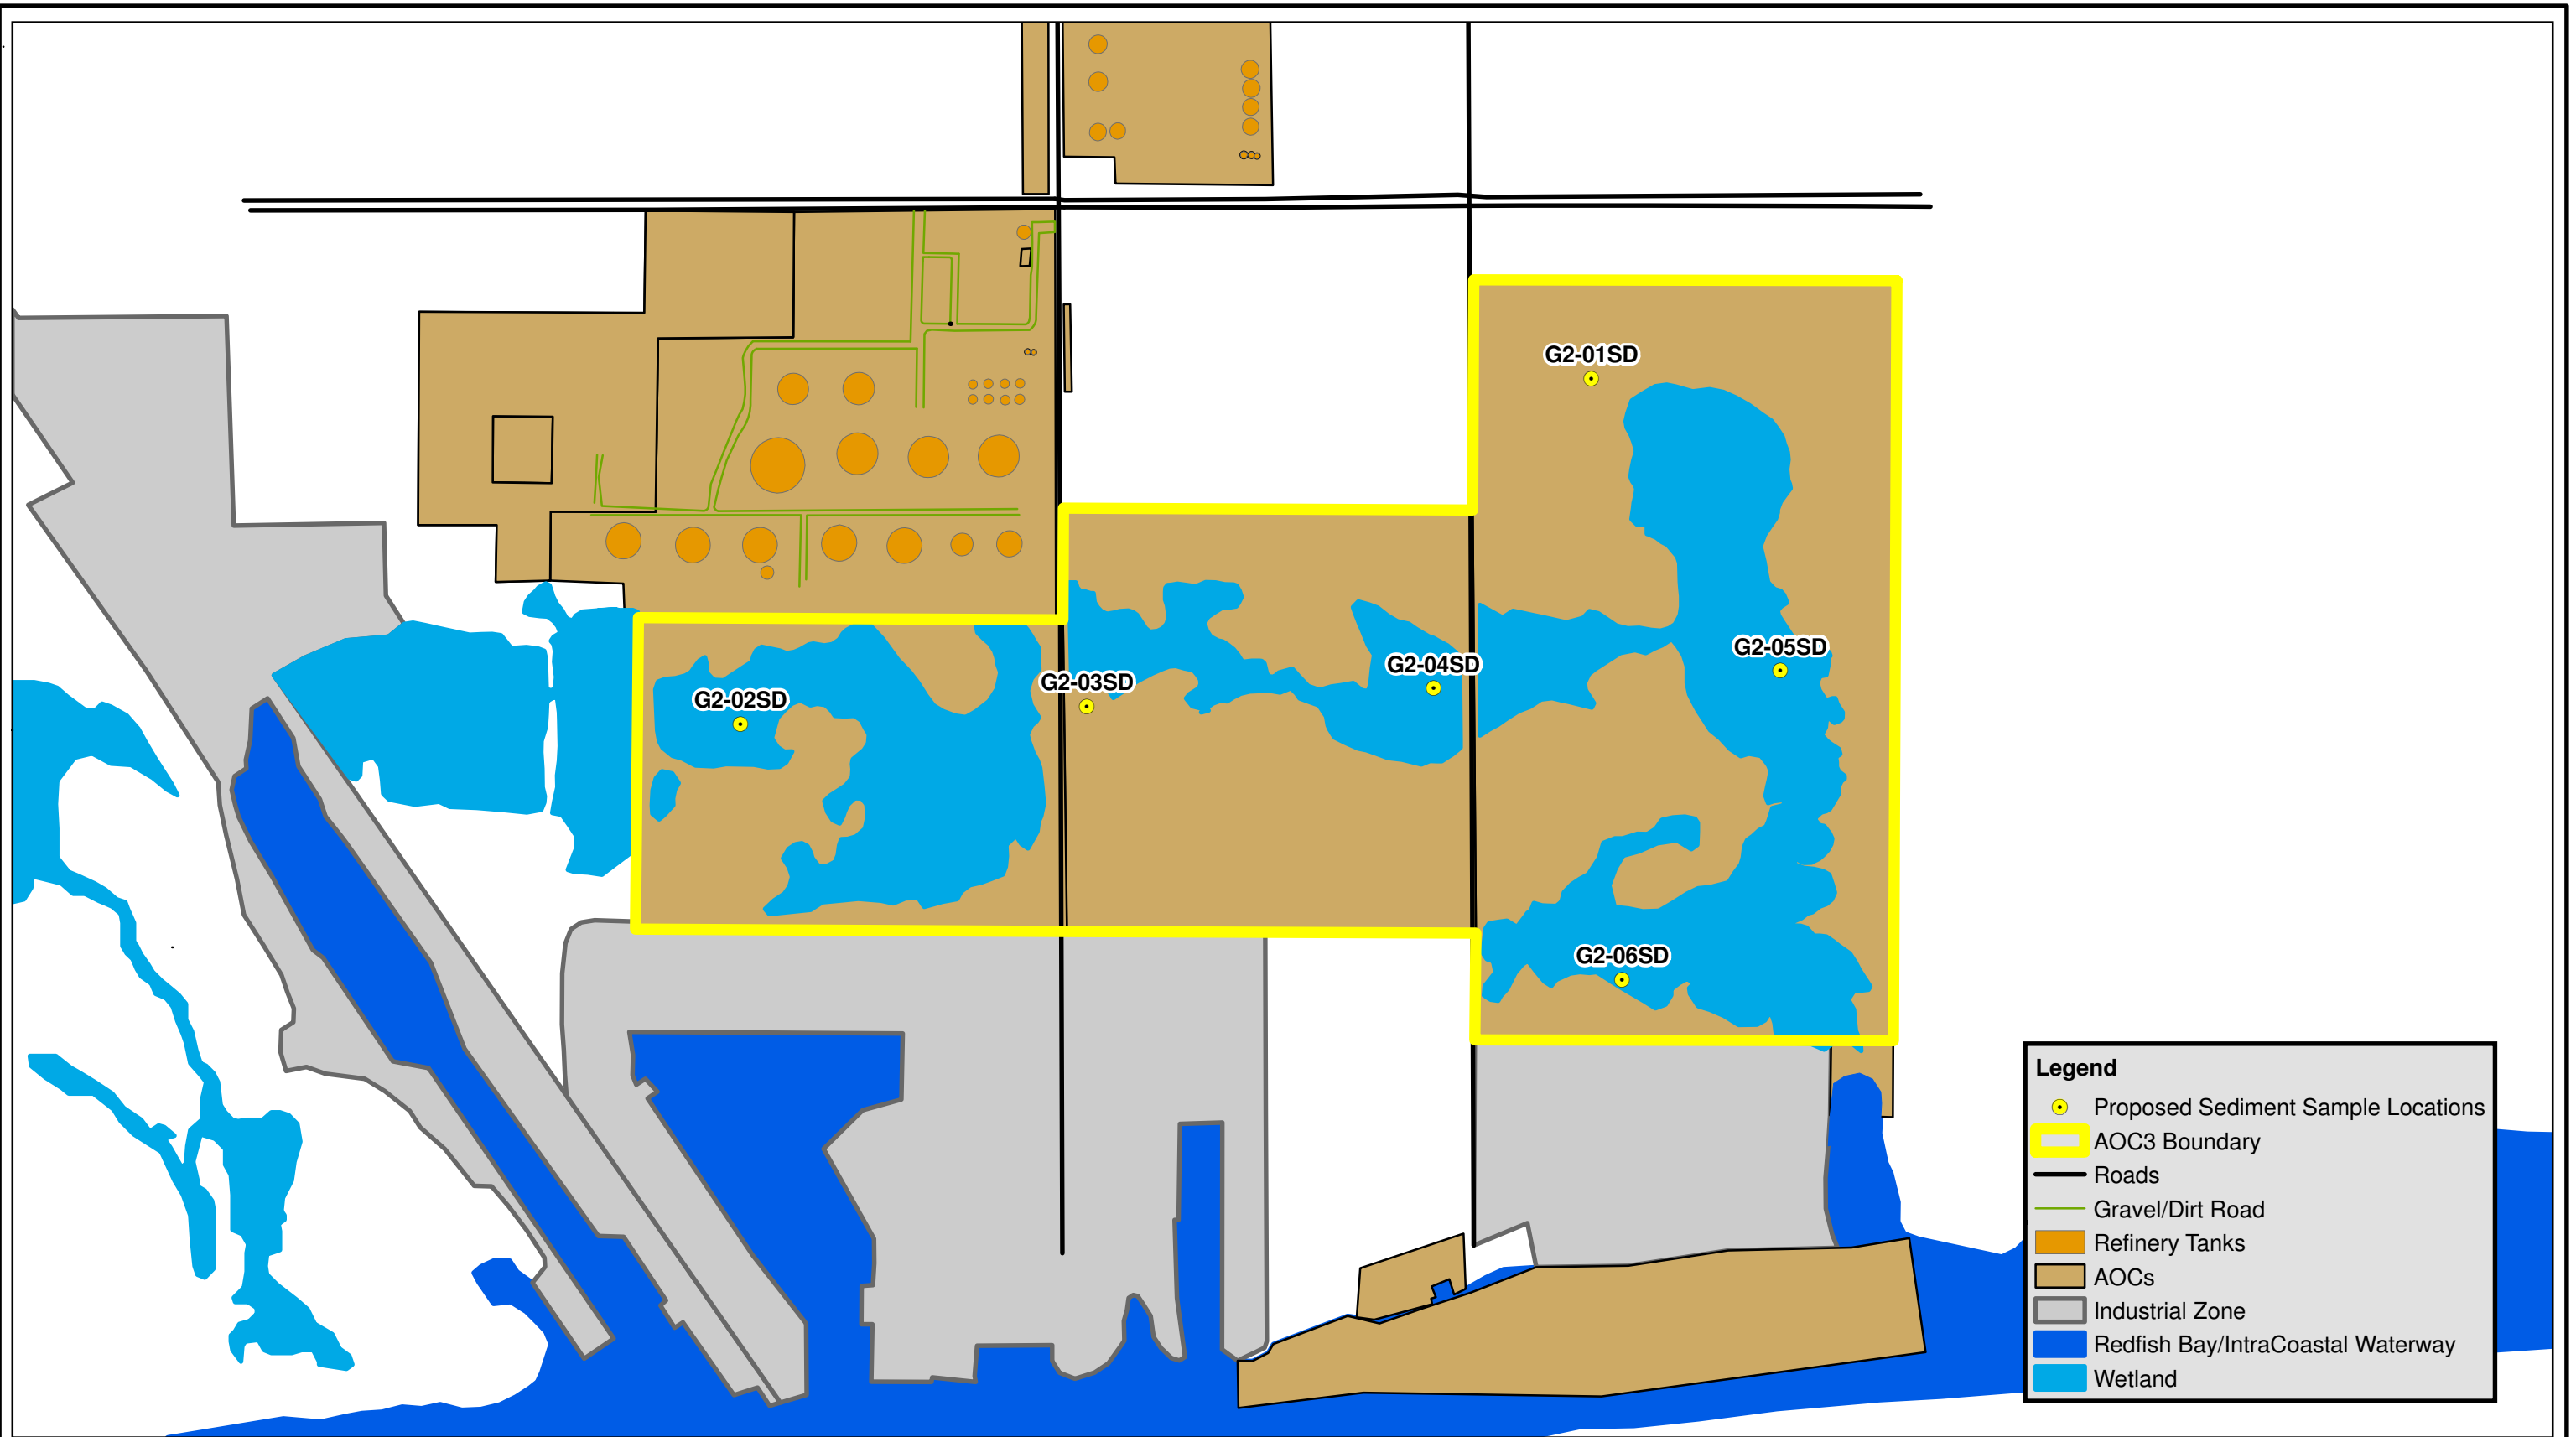 G2-01SD
G2-05SD
G2-04SD
G2-03SD
G2-02SD
G2-06SD
Legend
Proposed Sediment Sample Locations
AOC3 Boundary
Roads
Gravel/Dirt Road
Refinery Tanks
AOCs
Industrial Zone
Redfish Bay/IntraCoastal Waterway
Wetland